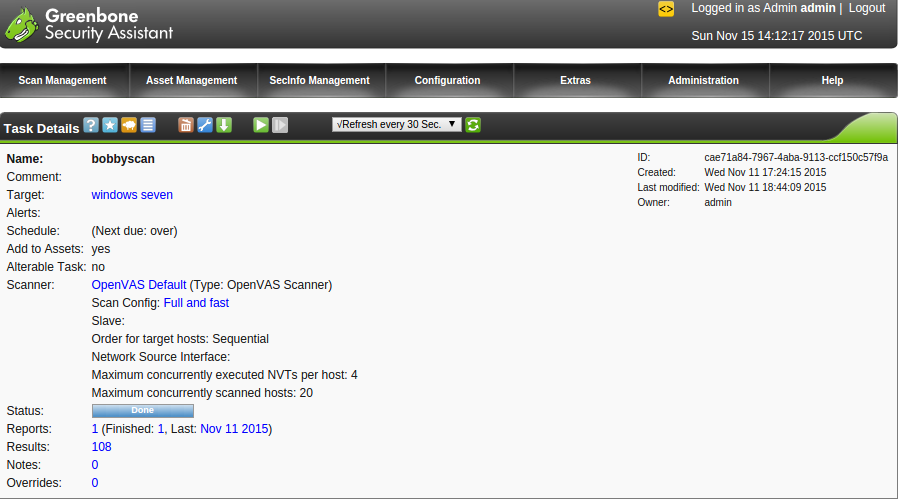 Greenbone
Security Assistant
<> Logged in as Admin admin | Logout
Sun Nov 15 14:12:17 2015 UTC
Scan Management Asset Management SecInfo Management Configuration Extras Administration Help
Task Details ? √Refresh every 30 Sec. ▼
Name: bobbyscan
Comment:
Target: windows seven
Alerts:
Schedule: (Next due: over)
Add to Assets: yes
Alterable Task: no
Scanner: OpenVAS Default (Type: OpenVAS Scanner)
Scan Config: Full and fast
Slave:
Order for target hosts: Sequential
Network Source Interface:
Maximum concurrently executed NVTs per host: 4
Maximum concurrently scanned hosts: 20
Status: Done
Reports: 1 (Finished: 1, Last: Nov 11 2015)
Results: 108
Notes: 0
Overrides: 0
ID: cae71a84-7967-4aba-9113-ccf150c57f9a
Created: Wed Nov 11 17:24:15 2015
Last modified: Wed Nov 11 18:44:09 2015
Owner: admin